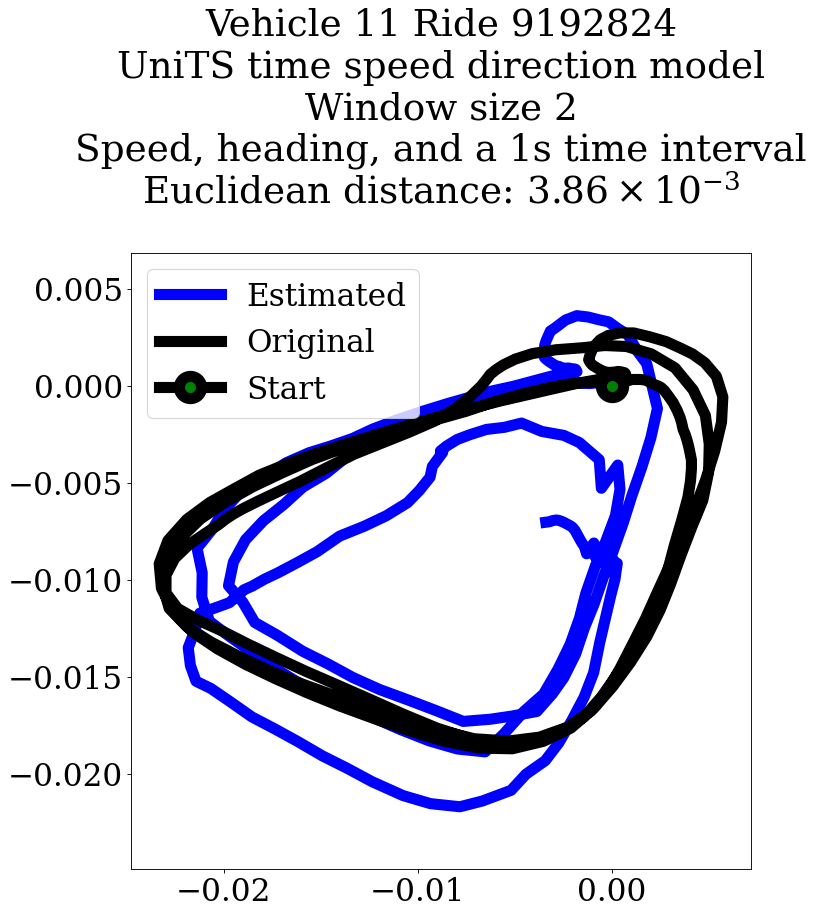 Vehicle 11 Ride 9192824
UniTS time speed direction model
Window size 2
Speed, heading, and a 1s time interval
Euclidean distance: 3.86 × 10⁻³
Estimated
Original
Start
0.005
0.000
−0.005
−0.010
−0.015
−0.020
−0.02
−0.01
0.00